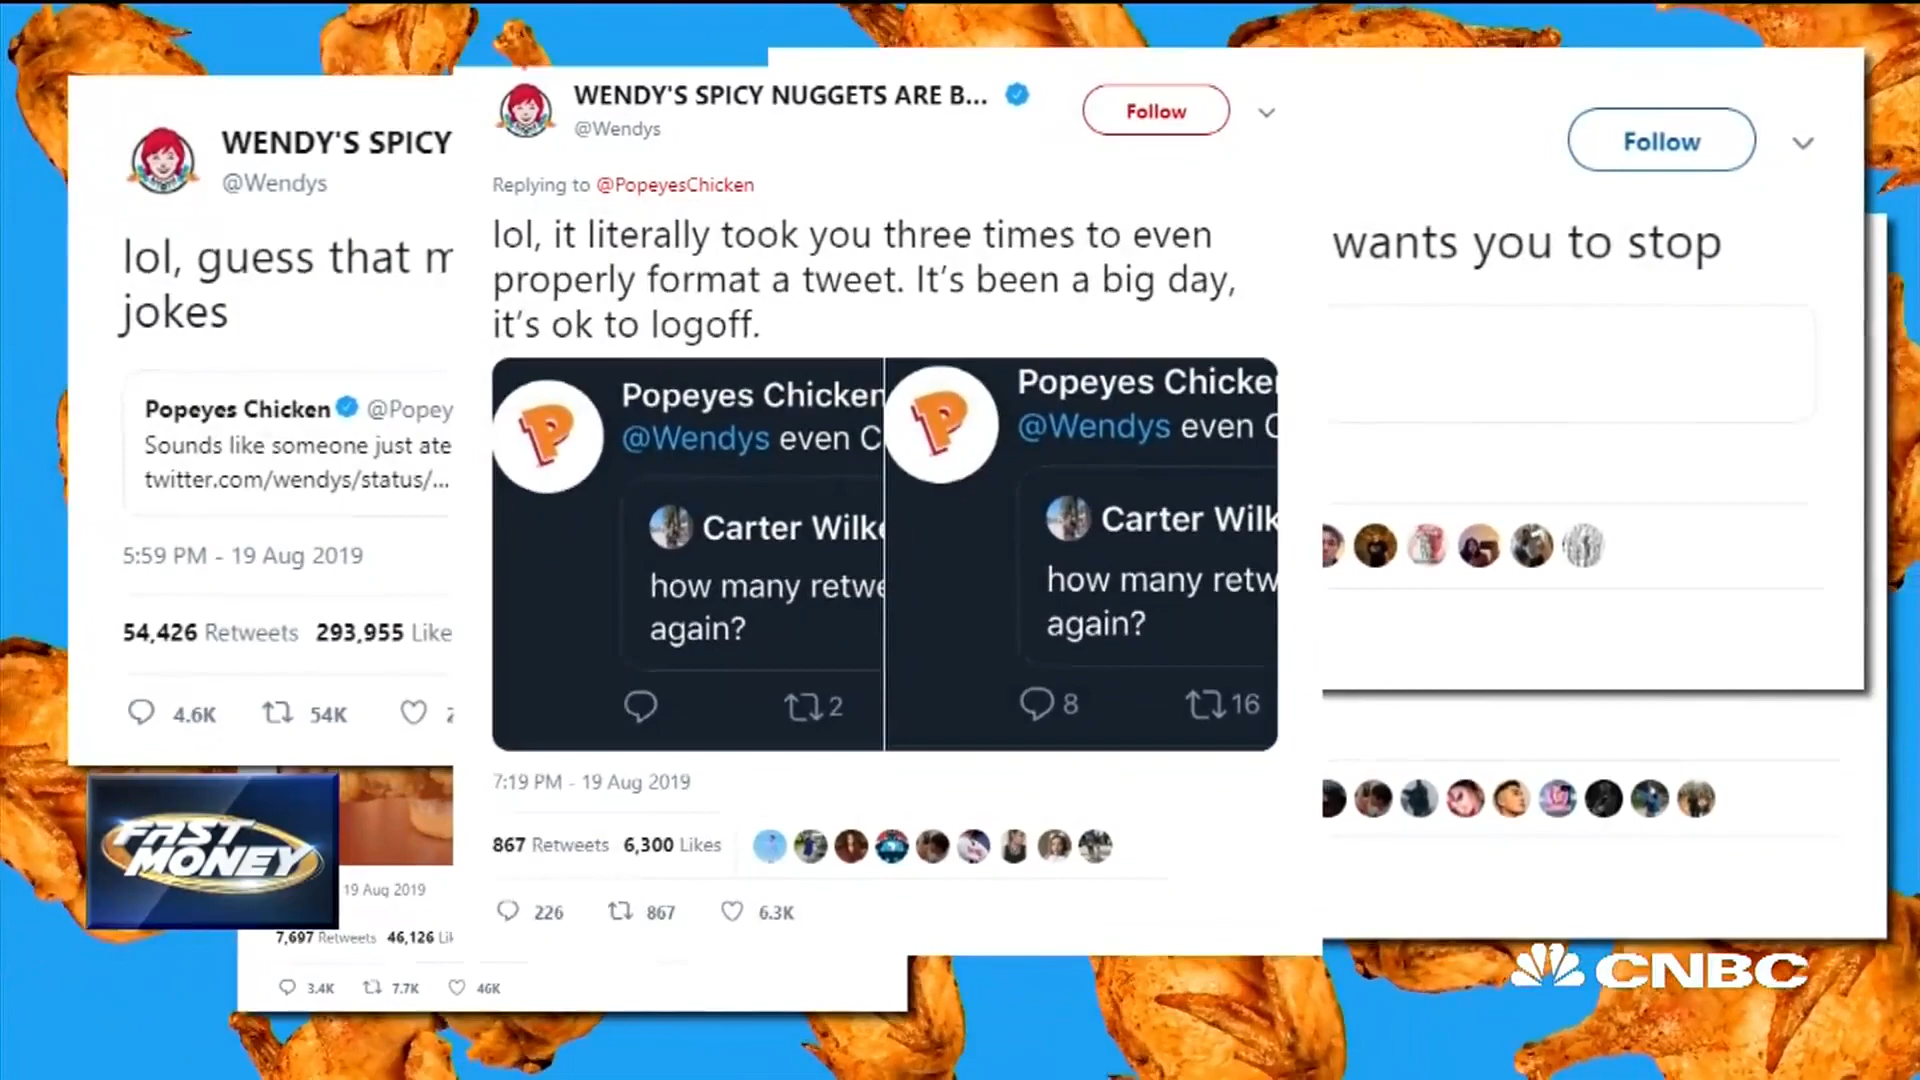 WENDY'S SPICY
@Wendys
lol, guess that m
jokes
Popeyes Chicken @Popey
Sounds like someone just ate
twitter.com/wendys/status/...
5:59 PM - 19 Aug 2019
54,426 Retweets 293,955 Like
4.6K 54K
FAST
MONEY
19 Aug 2019
7,697 Retweets 46,126 Lik
3.4K 7.7K 46K
WENDY'S SPICY NUGGETS ARE B...
@Wendys
Follow
Replying to @PopeyesChicken
lol, it literally took you three times to even
properly format a tweet. It's been a big day,
it's ok to logoff.
P
Popeyes Chicken
@Wendys even C
Carter Wilke
how many retwe
again?
2
P
Popeyes Chicke
@Wendys even C
Carter Wilk
how many retw
again?
8 16
7:19 PM - 19 Aug 2019
867 Retweets 6,300 Likes
226 867 6.3K
Follow
wants you to stop
CNBC